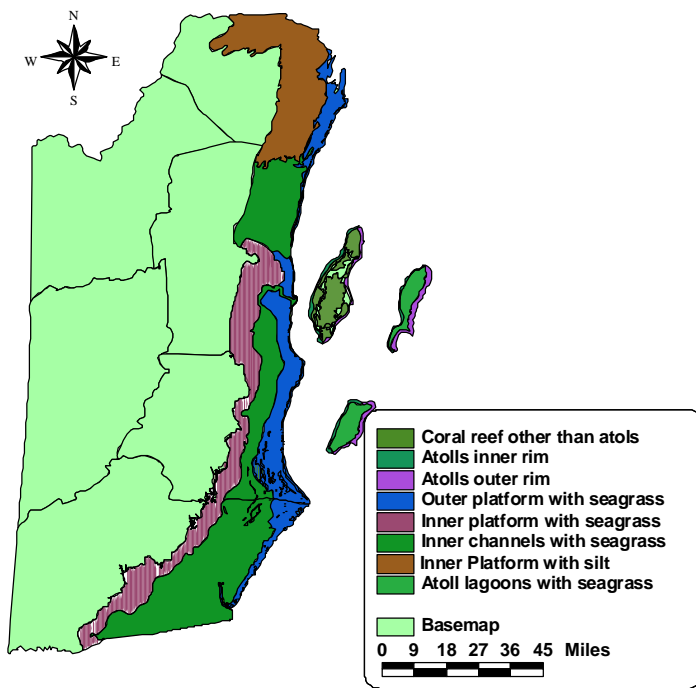 N
W E
S
Coral reef other than atols
Atolls inner rim
Atolls outer rim
Outer platform with seagrass
Inner platform with seagrass
Inner channels with seagrass
Inner Platform with silt
Atoll lagoons with seagrass
Basemap
0 9 18 27 36 45 Miles